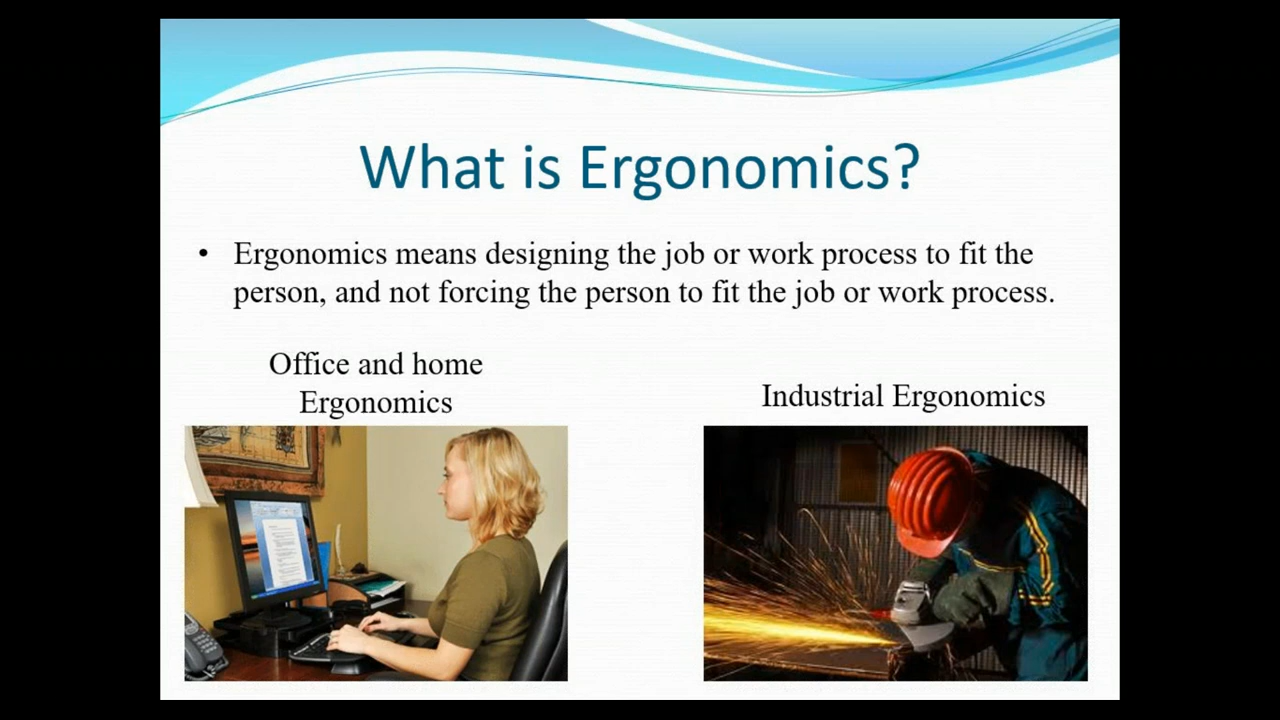 What is Ergonomics?
• Ergonomics means designing the job or work process to fit the
person, and not forcing the person to fit the job or work process.
Office and home
Ergonomics
Industrial Ergonomics